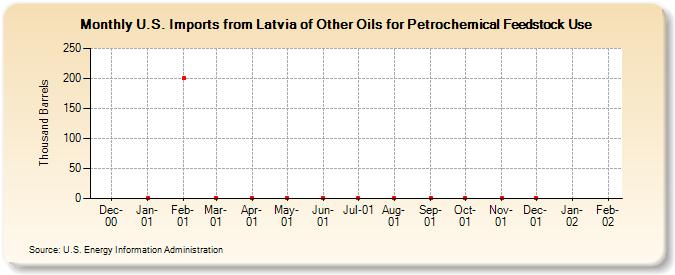 Monthly U.S. Imports from Latvia of Other Oils for Petrochemical Feedstock Use
Thousand Barrels
250
200
150
100
50
0
Dec-00 Jan-01 Feb-01 Mar-01 Apr-01 May-01 Jun-01 Jul-01 Aug-01 Sep-01 Oct-01 Nov-01 Dec-01 Jan-02 Feb-02
Source: U.S. Energy Information Administration